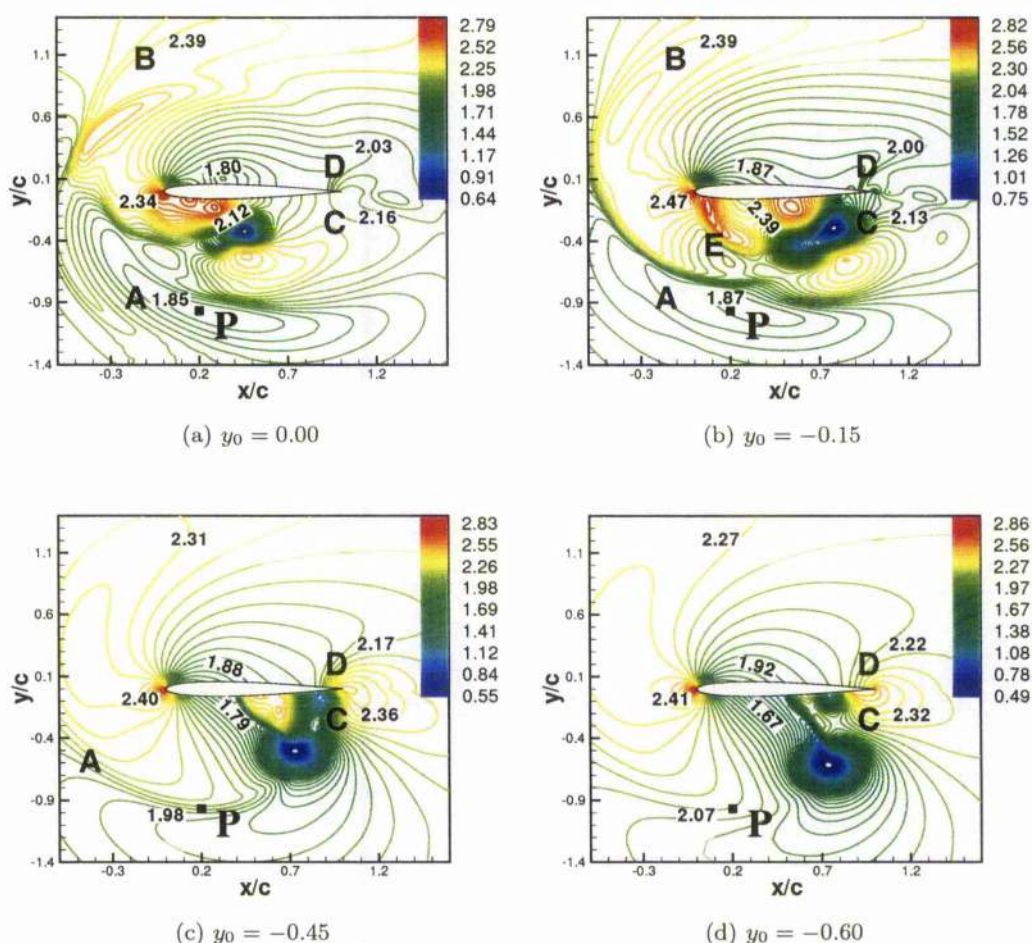 2.79
2.52
2.25
1.98
1.71
1.44
1.17
0.91
0.64
1.1
0.6
0.1
-0.4
-0.9
-1.4
y/c
-0.3 0.2 0.7 1.2
x/c
B 2.39
2.03
D
1.80
2.34
2.12
C
2.16
A 1.85
P
(a) y₀ = 0.00
2.82
2.56
2.30
2.04
1.78
1.52
1.26
1.01
0.75
1.1
0.6
0.1
-0.4
-0.9
-1.4
y/c
-0.3 0.2 0.7 1.2
x/c
B 2.39
2.00
D
1.87
2.47
2.39
C
2.13
E
A 1.87
P
(b) y₀ = −0.15
2.83
2.55
2.26
1.98
1.69
1.41
1.12
0.84
0.55
1.1
0.6
0.1
-0.4
-0.9
-1.4
y/c
-0.3 0.2 0.7 1.2
x/c
2.31
2.17
D
1.88
2.40
1.79
C
2.36
A
1.98
P
(c) y₀ = −0.45
2.86
2.56
2.27
1.97
1.67
1.38
1.08
0.78
0.49
1.1
0.6
0.1
-0.4
-0.9
-1.4
y/c
-0.3 0.2 0.7 1.2
x/c
2.27
2.22
D
1.92
2.41
1.67
C
2.32
2.07
P
(d) y₀ = −0.60